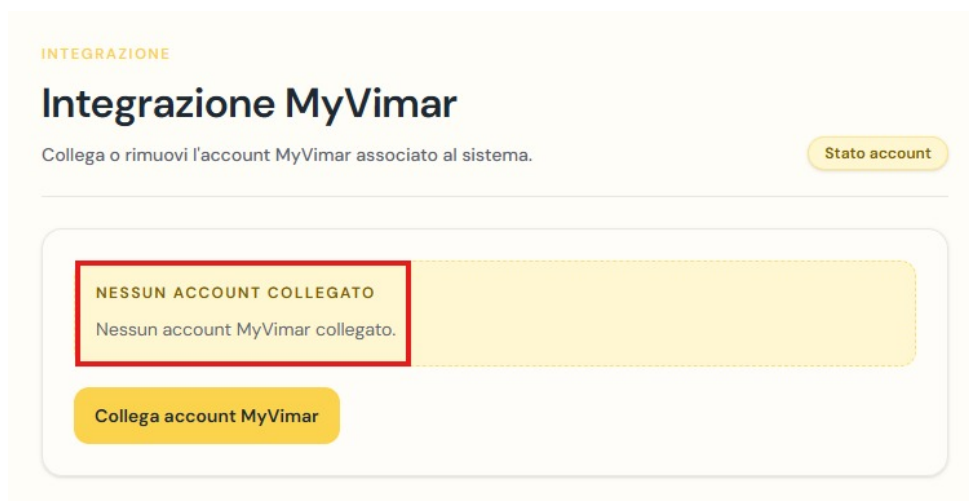 INTEGRAZIONE
Integrazione MyVimar
Collega o rimuovi l'account MyVimar associato al sistema.
Stato account
NESSUN ACCOUNT COLLEGATO
Nessun account MyVimar collegato.
Collega account MyVimar